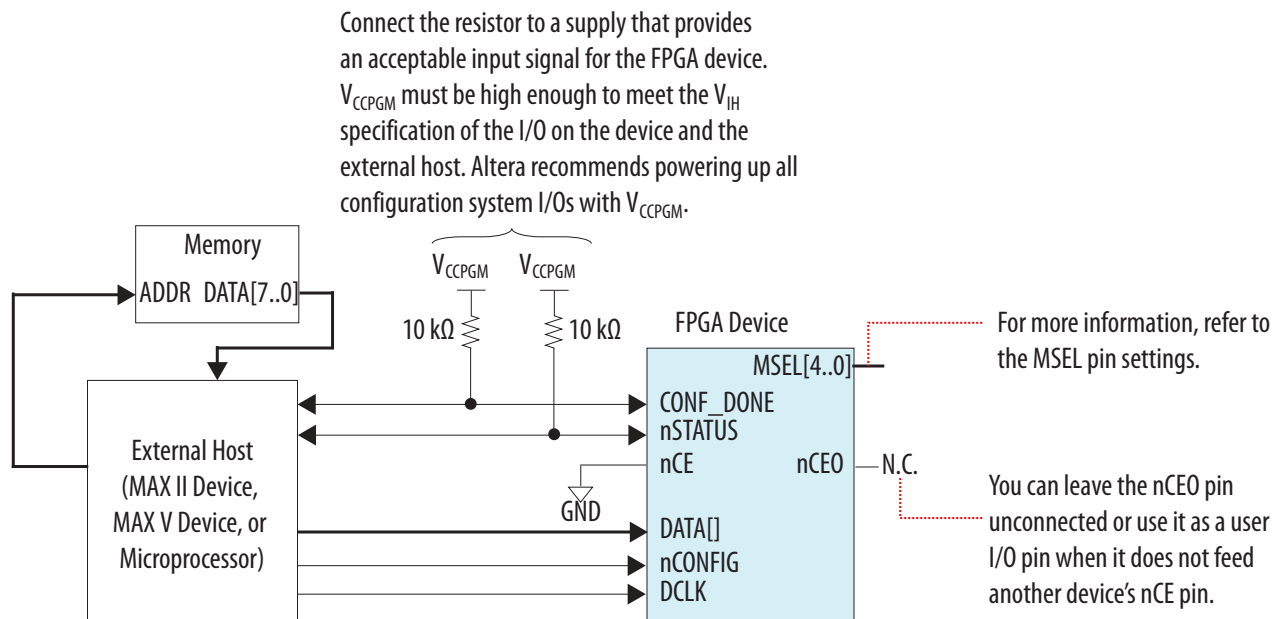 Connect the resistor to a supply that provides
an acceptable input signal for the FPGA device.
VCCPGM must be high enough to meet the VIH
specification of the I/O on the device and the
external host. Altera recommends powering up all
configuration system I/Os with VCCPGM.
Memory
ADDR DATA[7..0]
VCCPGM VCCPGM
10 kΩ 10 kΩ
FPGA Device
MSEL[4..0]
For more information, refer to
the MSEL pin settings.
CONF_DONE
nSTATUS
nCE nCEO N.C.
GND
External Host
(MAX II Device,
MAX V Device, or
Microprocessor)
DATA[]
nCONFIG
DCLK
You can leave the nCEO pin
unconnected or use it as a user
I/O pin when it does not feed
another device’s nCE pin.